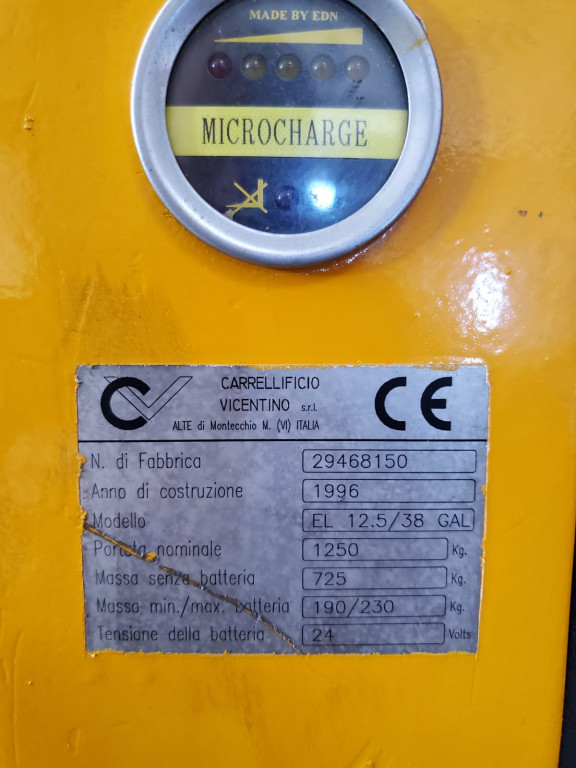 MADE BY EDN
MICROCHARGE
CV CARRELLIFICIO
VICENTINO s.r.l.
ALTE di Montecchio M. (VI) ITALIA
CE
N. di Fabbrica 29468150
Anno di costruzione 1996
Modello EL 12.5/38 GAL
Portata nominale 1250 Kg.
Massa senza batteria 725 Kg.
Massa min./max. batteria 190/230 Kg.
Tensione della batteria 24 Volts